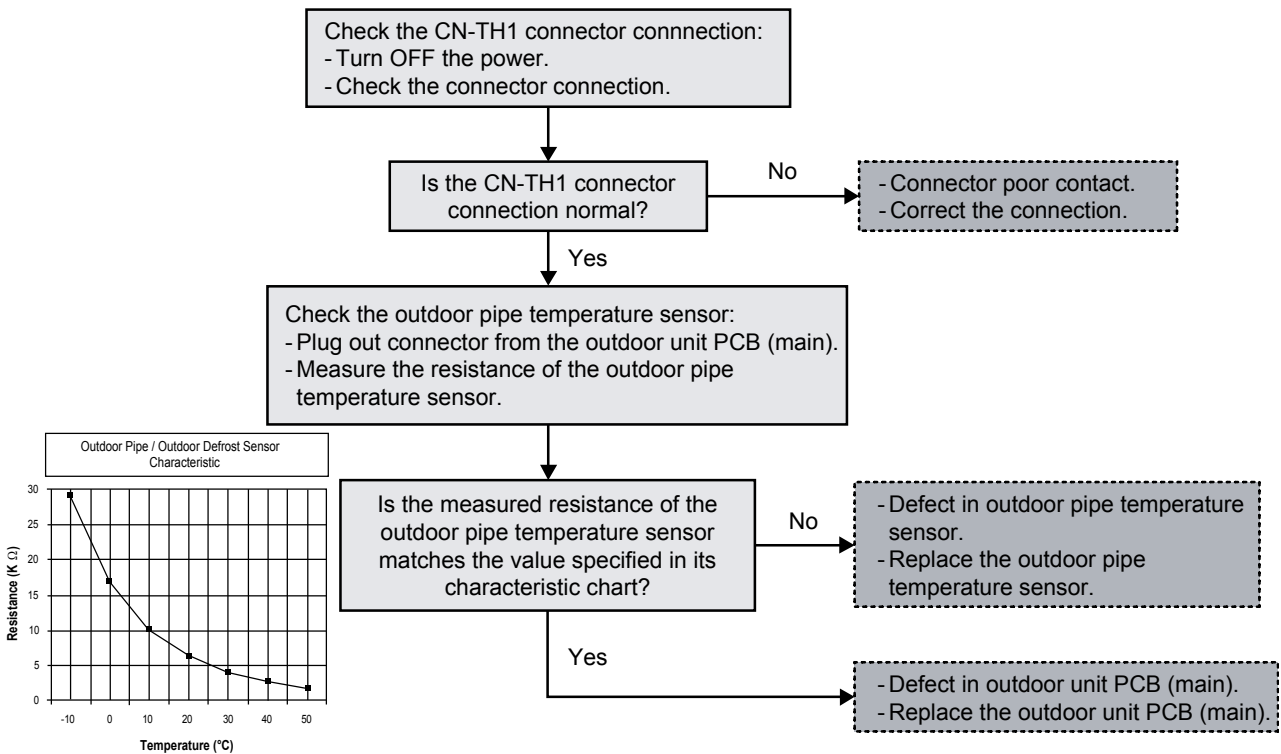 Check the CN-TH1 connector connnection:
- Turn OFF the power.
- Check the connector connection.
Is the CN-TH1 connector
connection normal?
No
- Connector poor contact.
- Correct the connection.
Yes
Check the outdoor pipe temperature sensor:
- Plug out connector from the outdoor unit PCB (main).
- Measure the resistance of the outdoor pipe
temperature sensor.
Outdoor Pipe / Outdoor Defrost Sensor
Characteristic
30
25
20
15
10
5
0
Resistance (K Ω)
-10 0 10 20 30 40 50
Temperature (°C)
Is the measured resistance of the
outdoor pipe temperature sensor
matches the value specified in its
characteristic chart?
No
- Defect in outdoor pipe temperature
sensor.
- Replace the outdoor pipe
temperature sensor.
Yes
- Defect in outdoor unit PCB (main).
- Replace the outdoor unit PCB (main).